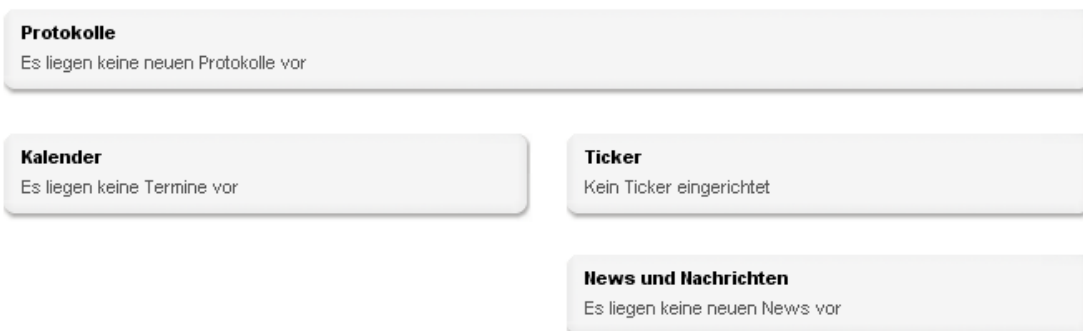 Protokolle
Es liegen keine neuen Protokolle vor
Kalender
Es liegen keine Termine vor
Ticker
Kein Ticker eingerichtet
News und Nachrichten
Es liegen keine neuen News vor